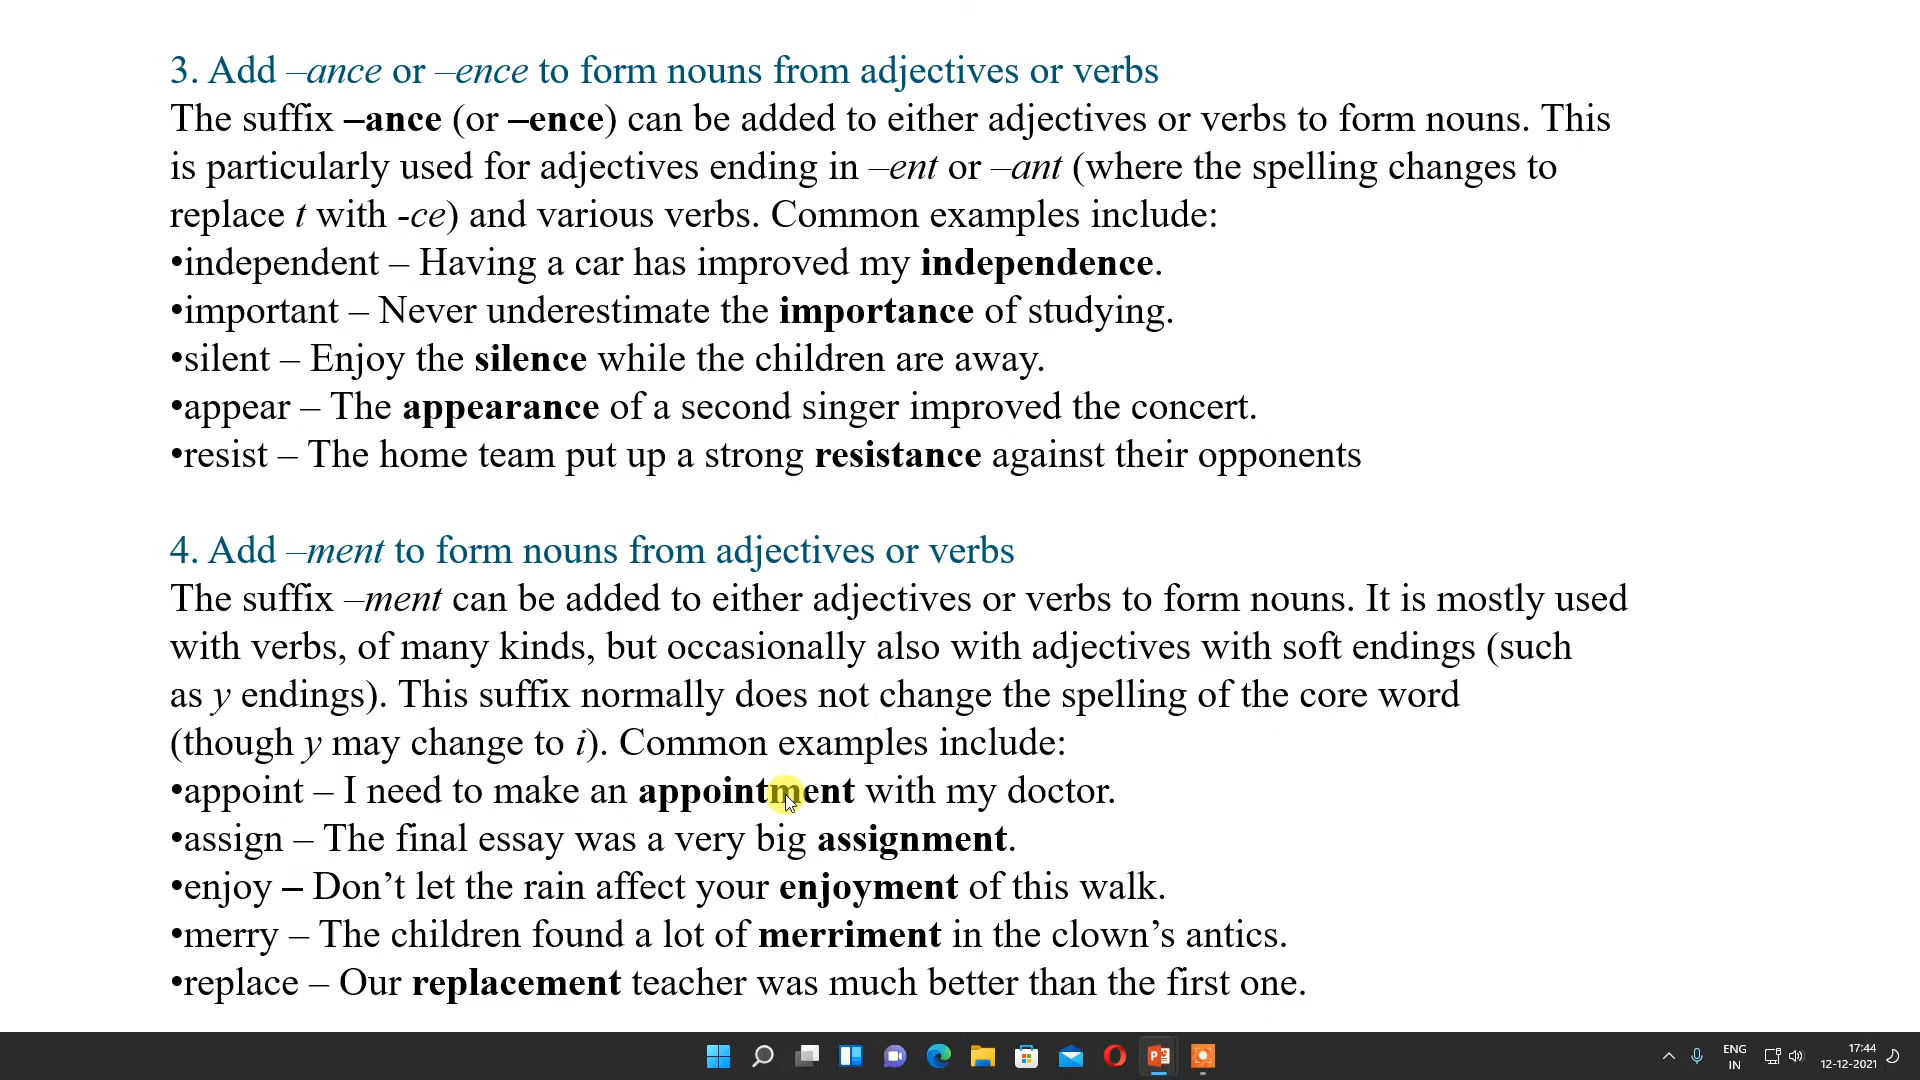 3. Add –ance or –ence to form nouns from adjectives or verbs
The suffix –ance (or –ence) can be added to either adjectives or verbs to form nouns. This
is particularly used for adjectives ending in –ent or –ant (where the spelling changes to
replace t with -ce) and various verbs. Common examples include:
•independent – Having a car has improved my independence.
•important – Never underestimate the importance of studying.
•silent – Enjoy the silence while the children are away.
•appear – The appearance of a second singer improved the concert.
•resist – The home team put up a strong resistance against their opponents
4. Add –ment to form nouns from adjectives or verbs
The suffix –ment can be added to either adjectives or verbs to form nouns. It is mostly used
with verbs, of many kinds, but occasionally also with adjectives with soft endings (such
as y endings). This suffix normally does not change the spelling of the core word
(though y may change to i). Common examples include:
•appoint – I need to make an appointment with my doctor.
•assign – The final essay was a very big assignment.
•enjoy – Don’t let the rain affect your enjoyment of this walk.
•merry – The children found a lot of merriment in the clown’s antics.
•replace – Our replacement teacher was much better than the first one.
ENG 17:44
IN 12-12-2021